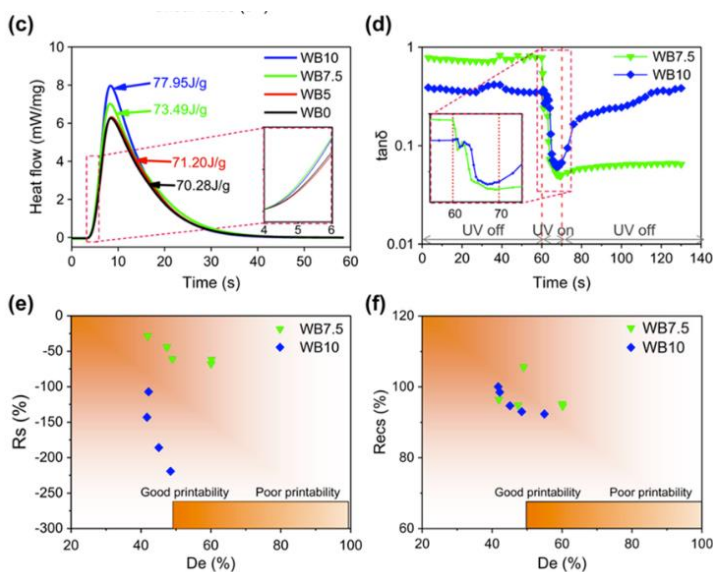 (c)
10
8
6
4
2
0
Heat flow (mW/mg)
0 10 20 30 40 50 60
Time (s)
WB10
WB7.5
WB5
WB0
77.95J/g
73.49J/g
71.20J/g
70.28J/g
4 5 6
(d)
1
0.1
0.01
tanδ
0 20 40 60 80 100 120 140
Time (s)
WB7.5
WB10
60 70
UV off UV on UV off
(e)
0
-50
-100
-150
-200
-250
-300
Rs (%)
20 40 60 80 100
De (%)
WB7.5
WB10
Good printability Poor printability
(f)
120
100
80
60
Recs (%)
20 40 60 80 100
De (%)
WB7.5
WB10
Good printability Poor printability